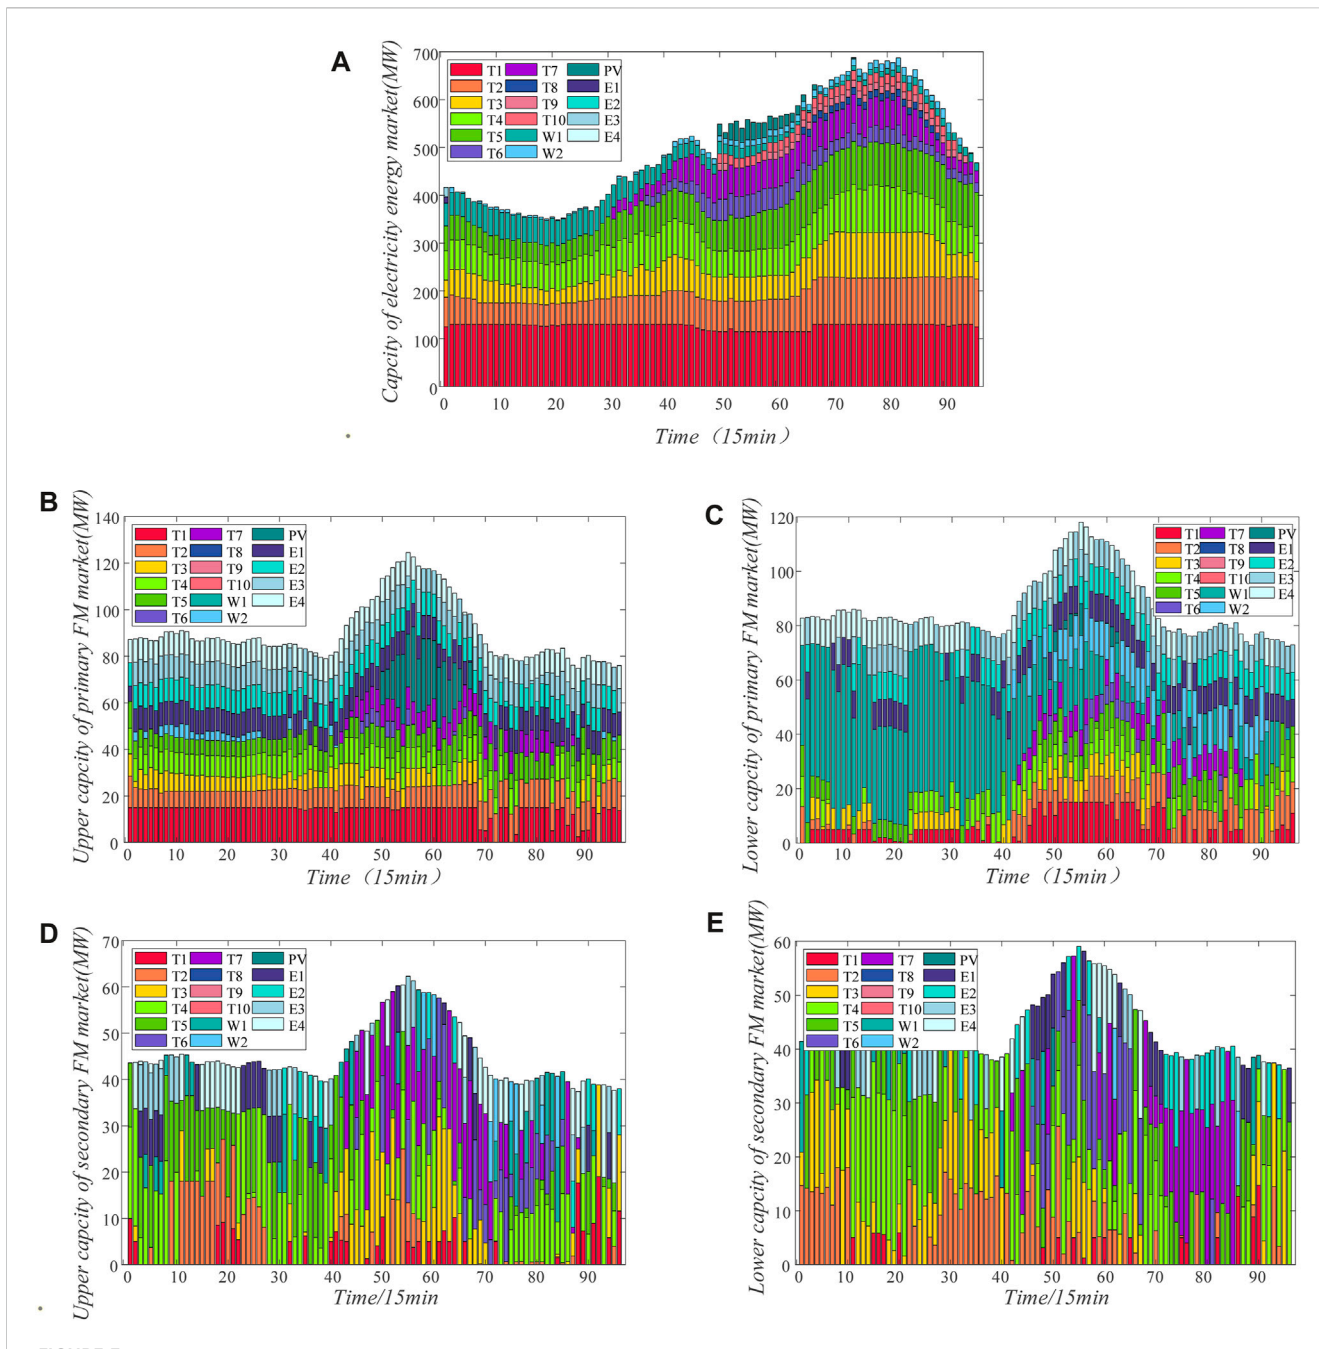 A
Capcity of electricity energy market(MW)
700
600
500
400
300
200
100
0
T1 T7 PV
T2 T8 E1
T3 T9 E2
T4 T10 E3
T5 W1 E4
T6 W2
0 10 20 30 40 50 60 70 80 90
Time（15min）
B
Upper capcity of primary FM market(MW)
140
120
100
80
60
40
20
0
T1 T7 PV
T2 T8 E1
T3 T9 E2
T4 T10 E3
T5 W1 E4
T6 W2
0 10 20 30 40 50 60 70 80 90
Time（15min）
C
Lower capcity of primary FM market(MW)
120
100
80
60
40
20
0
T1 T7 PV
T2 T8 E1
T3 T9 E2
T4 T10 E3
T5 W1 E4
T6 W2
0 10 20 30 40 50 60 70 80 90
Time（15min）
D
Upper capcity of secondary FM market(MW)
70
60
50
40
30
20
10
0
T1 T7 PV
T2 T8 E1
T3 T9 E2
T4 T10 E3
T5 W1 E4
T6 W2
0 10 20 30 40 50 60 70 80 90
Time/15min
E
Lower capcity of secondary FM market(MW)
60
50
40
30
20
10
0
T1 T7 PV
T2 T8 E1
T3 T9 E2
T4 T10 E3
T5 W1 E4
T6 W2
0 10 20 30 40 50 60 70 80 90
Time/15min